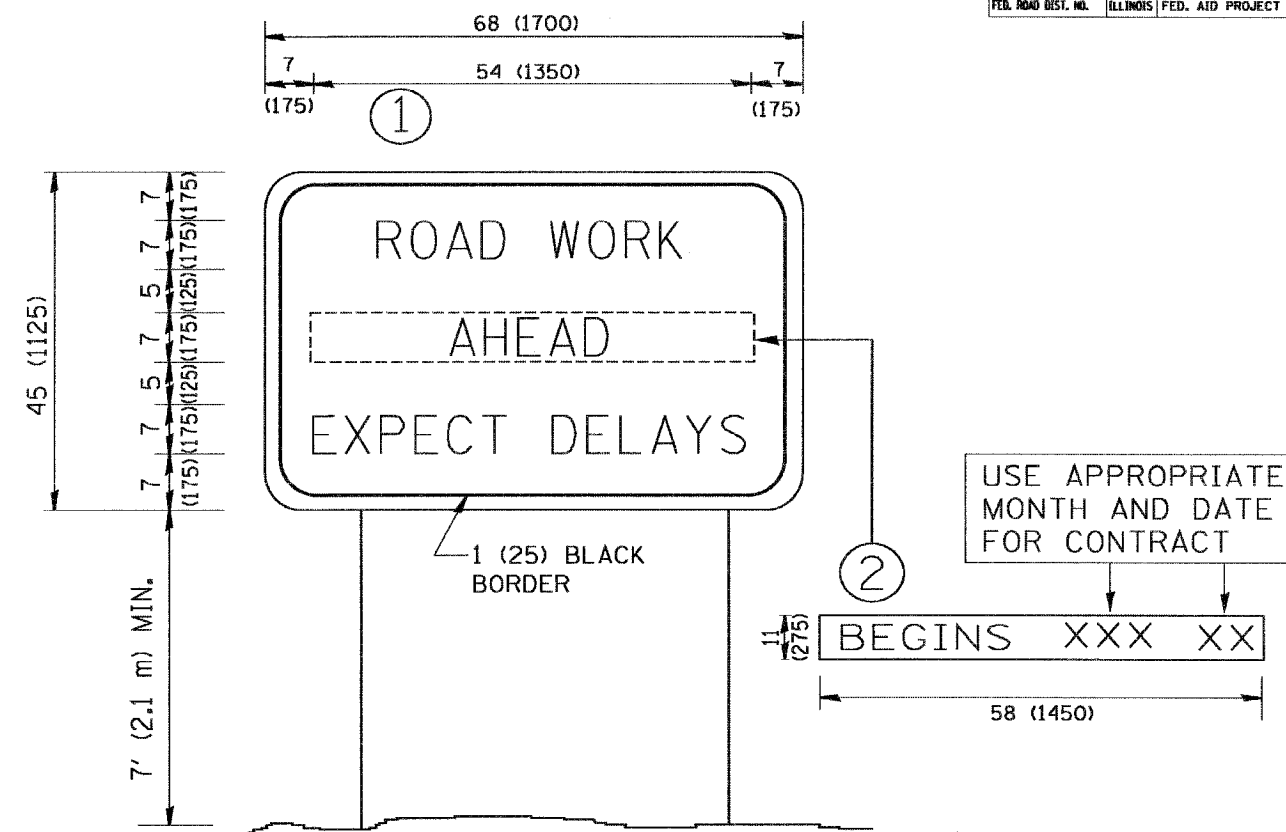 FED. ROAD DIST. NO. ILLINOIS FED. AID PROJECT
68 (1700)
7 54 (1350) 7
(175) (175)
1
45 (1125)
7 (175)
7 (175)
5 (125)
7 (175)
5 (125)
7 (175)
7 (175)
ROAD WORK
AHEAD
EXPECT DELAYS
1 (25) BLACK
BORDER
7' (2.1 m) MIN.
USE APPROPRIATE
MONTH AND DATE
FOR CONTRACT
2
11
(275)
BEGINS XXX XX
58 (1450)